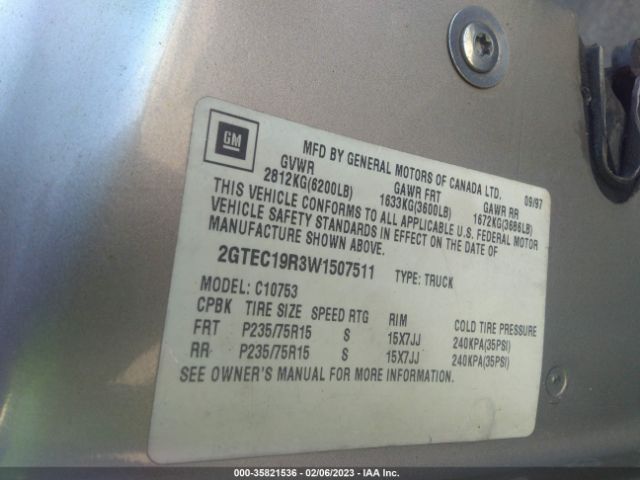 GM
MFD BY GENERAL MOTORS OF CANADA LTD.
GVWR GAWR FRT GAWR RR 09/97
2812KG(6200LB) 1633KG(3600LB) 1672KG(3686LB)
THIS VEHICLE CONFORMS TO ALL APPLICABLE U.S. FEDERAL MOTOR
VEHICLE SAFETY STANDARDS IN EFFECT ON THE DATE OF
MANUFACTURE SHOWN ABOVE.
2GTEC19R3W1507511 TYPE: TRUCK
MODEL: C10753
CPBK TIRE SIZE SPEED RTG RIM COLD TIRE PRESSURE
FRT P235/75R15 S 15X7JJ 240KPA(35PSI)
RR P235/75R15 S 15X7JJ 240KPA(35PSI)
SEE OWNER'S MANUAL FOR MORE INFORMATION.
000-35821536 - 02/06/2023 - IAA Inc.